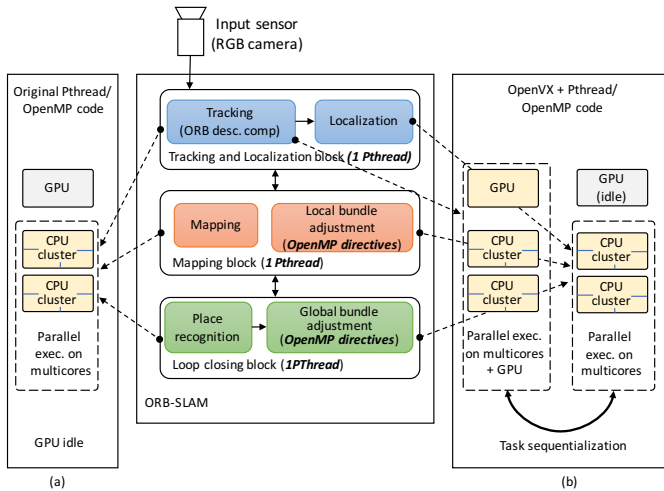 Input sensor
(RGB camera)
Original Pthread/
OpenMP code
GPU
CPU
cluster
CPU
cluster
Parallel
exec. on
multicores
GPU idle
(a)
Tracking
(ORB desc. comp)
Localization
Tracking and Localization block (1 Pthread)
Mapping
Local bundle
adjustment
(OpenMP directives)
Mapping block (1 Pthread)
Place
recognition
Global bundle
adjustment
(OpenMP directives)
Loop closing block (1PThread)
ORB-SLAM
OpenVX + Pthread/
OpenMP code
GPU
CPU
cluster
CPU
cluster
Parallel exec.
on multicores
+ GPU
GPU
(idle)
CPU
cluster
CPU
cluster
Parallel
exec. on
multicores
Task sequentialization
(b)